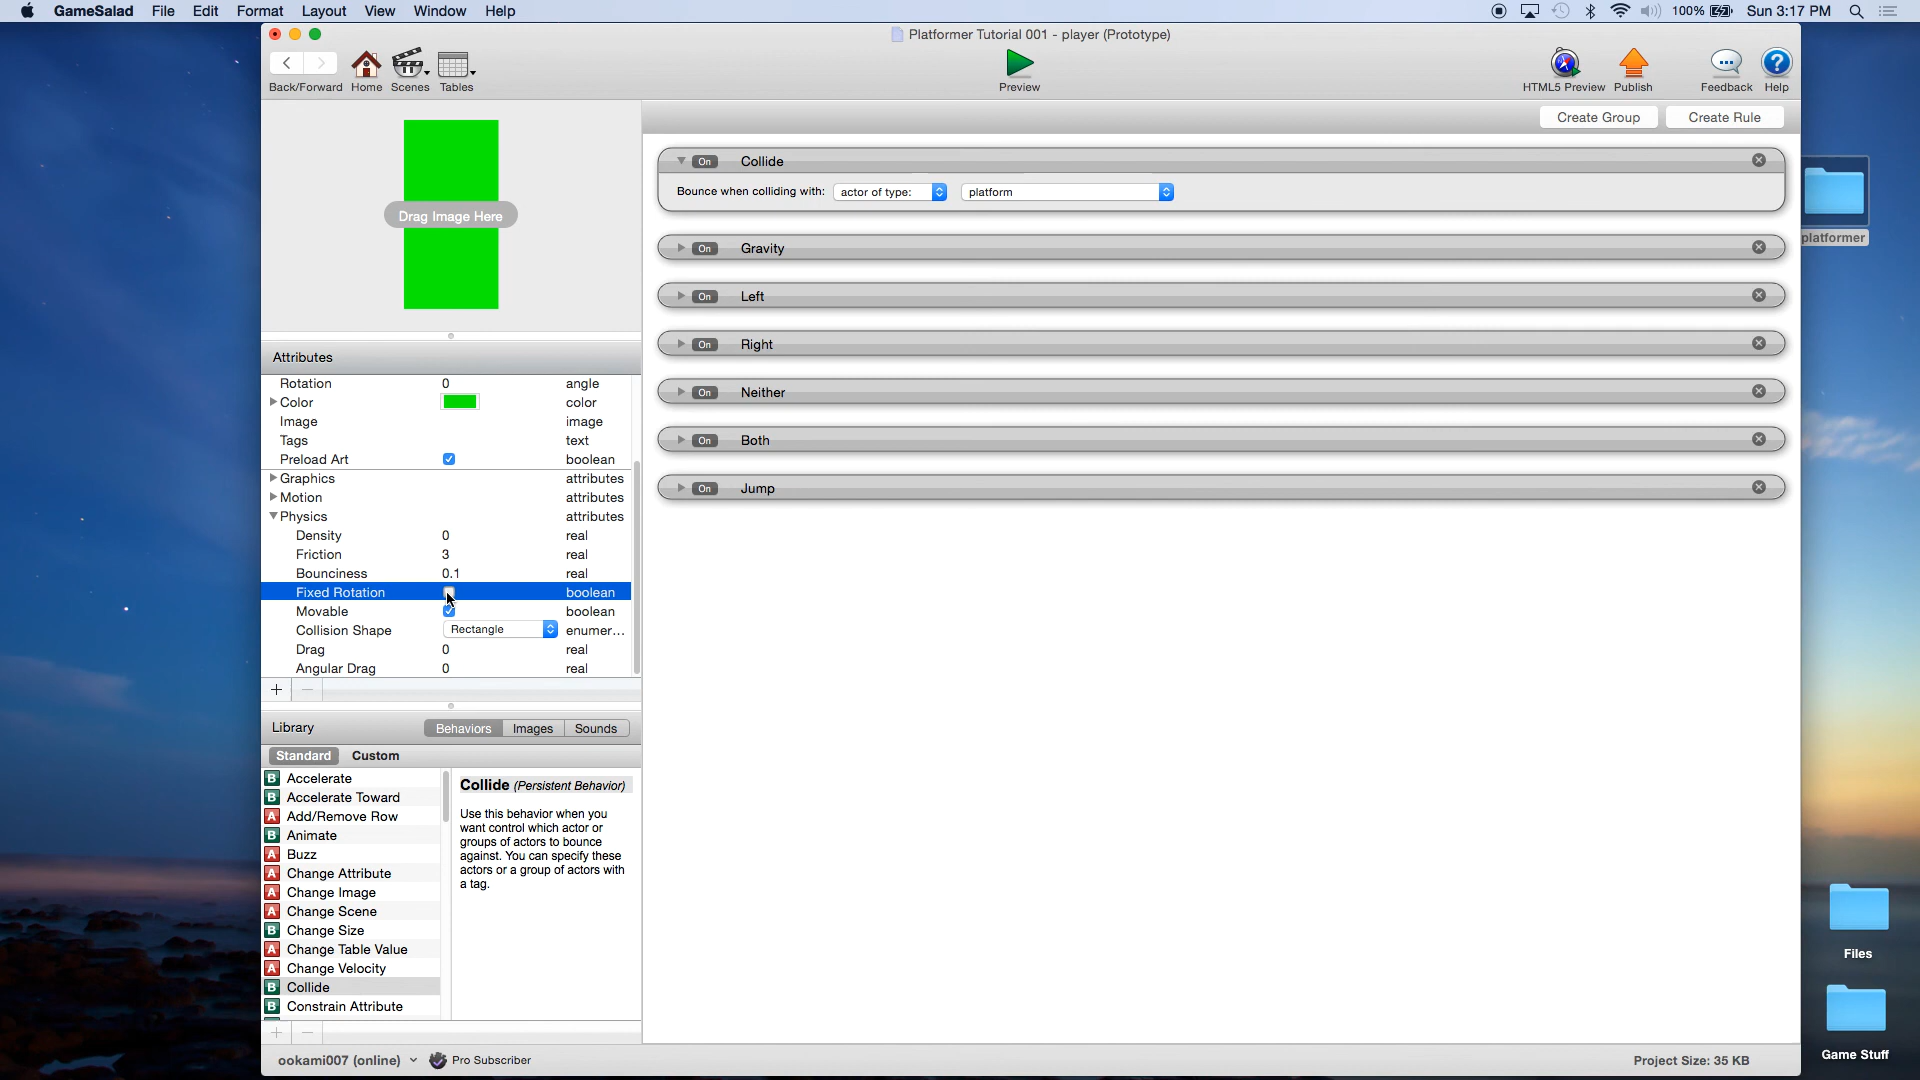 GameSalad File Edit Format Layout View Window Help
100% Sun 3:17 PM
Platformer Tutorial 001 - player (Prototype)
Back/Forward Home Scenes Tables Preview HTML5 Preview Publish Feedback Help
Create Group Create Rule
Drag Image Here
On Collide
Bounce when colliding with: actor of type: platform
On Gravity
On Left
On Right
On Neither
On Both
On Jump
Attributes
Rotation 0 angle
Color color
Image image
Tags text
Preload Art boolean
Graphics attributes
Motion attributes
Physics attributes
Density 0 real
Friction 3 real
Bounciness 0.1 real
Fixed Rotation boolean
Movable boolean
Collision Shape Rectangle enumer...
Drag 0 real
Angular Drag 0 real
Library Behaviors Images Sounds
Standard Custom
B Accelerate
B Accelerate Toward
A Add/Remove Row
B Animate
A Buzz
A Change Attribute
A Change Image
A Change Scene
B Change Size
A Change Table Value
A Change Velocity
B Collide
B Constrain Attribute
Collide (Persistent Behavior)
Use this behavior when you
want control which actor or
groups of actors to bounce
against. You can specify these
actors or a group of actors with
a tag.
ookami007 (online) Pro Subscriber
Project Size: 35 KB
platformer
Files
Game Stuff